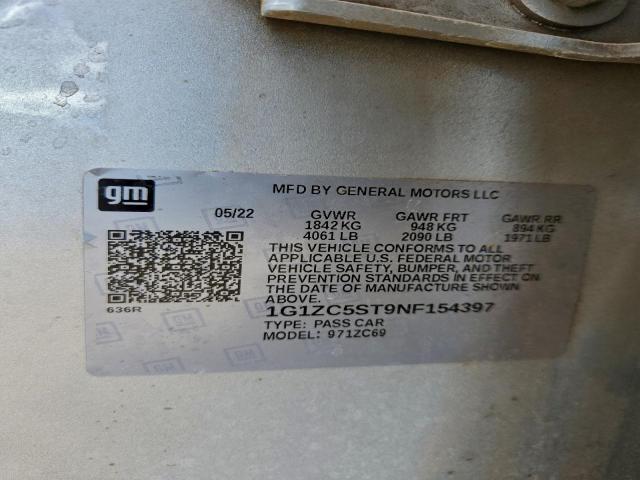 gm
MFD BY GENERAL MOTORS LLC
05/22 GVWR GAWR FRT GAWR RR
1842 KG 948 KG 894 KG
4061 LB 2090 LB 1971 LB
THIS VEHICLE CONFORMS TO ALL
APPLICABLE U.S. FEDERAL MOTOR
VEHICLE SAFETY, BUMPER, AND THEFT
PREVENTION STANDARDS IN EFFECT ON
THE DATE OF MANUFACTURE SHOWN
ABOVE.
636R
1G1ZC5ST9NF154397
TYPE: PASS CAR
MODEL: 971ZC69